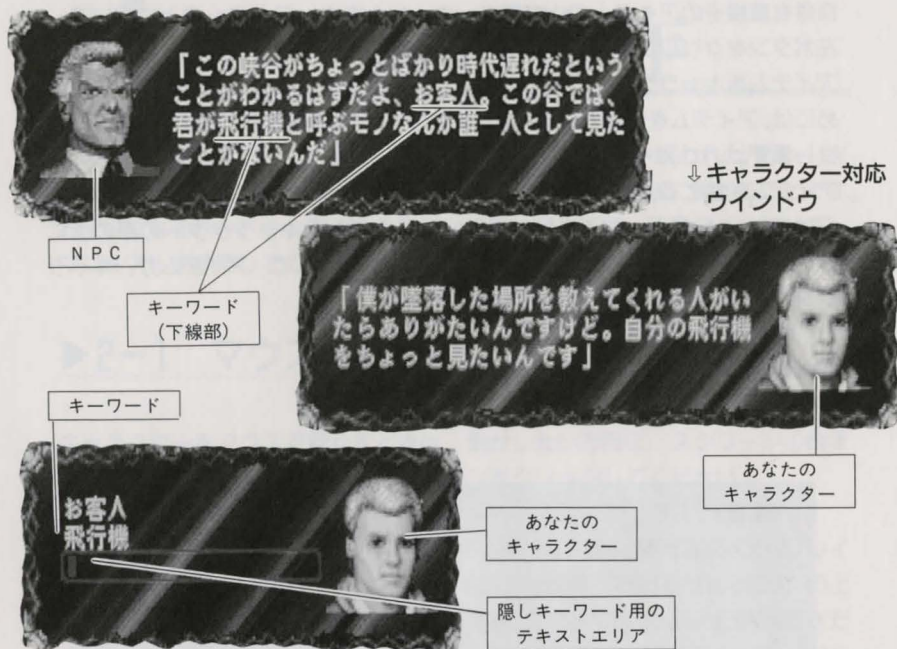 「この峡谷がちょっとばかり時代遅れだという
ことがわかるはずだよ、お客人。この谷では、
君が飛行機と呼ぶモノなんか誰一人として見た
ことがないんだ」
NPC
キーワード
(下線部)
⇩キャラクター対応
ウインドウ
「僕が墜落した場所を教えてくれる人がい
たらありがたいんですけど。自分の飛行機
をちょっと見たいんです」
あなたの
キャラクター
キーワード
お客人
飛行機
あなたの
キャラクター
隠しキーワード用の
テキストエリア